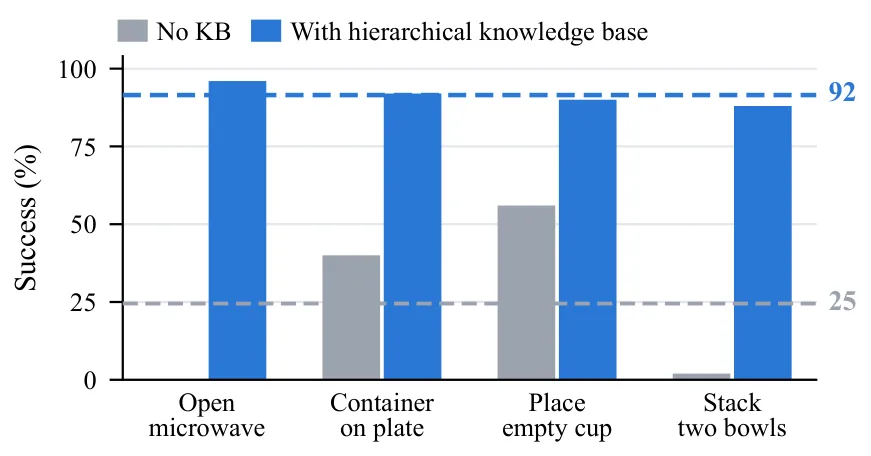 No KB With hierarchical knowledge base
100
75
50
25
0
Success (%)
92
25
Open microwave
Container on plate
Place empty cup
Stack two bowls